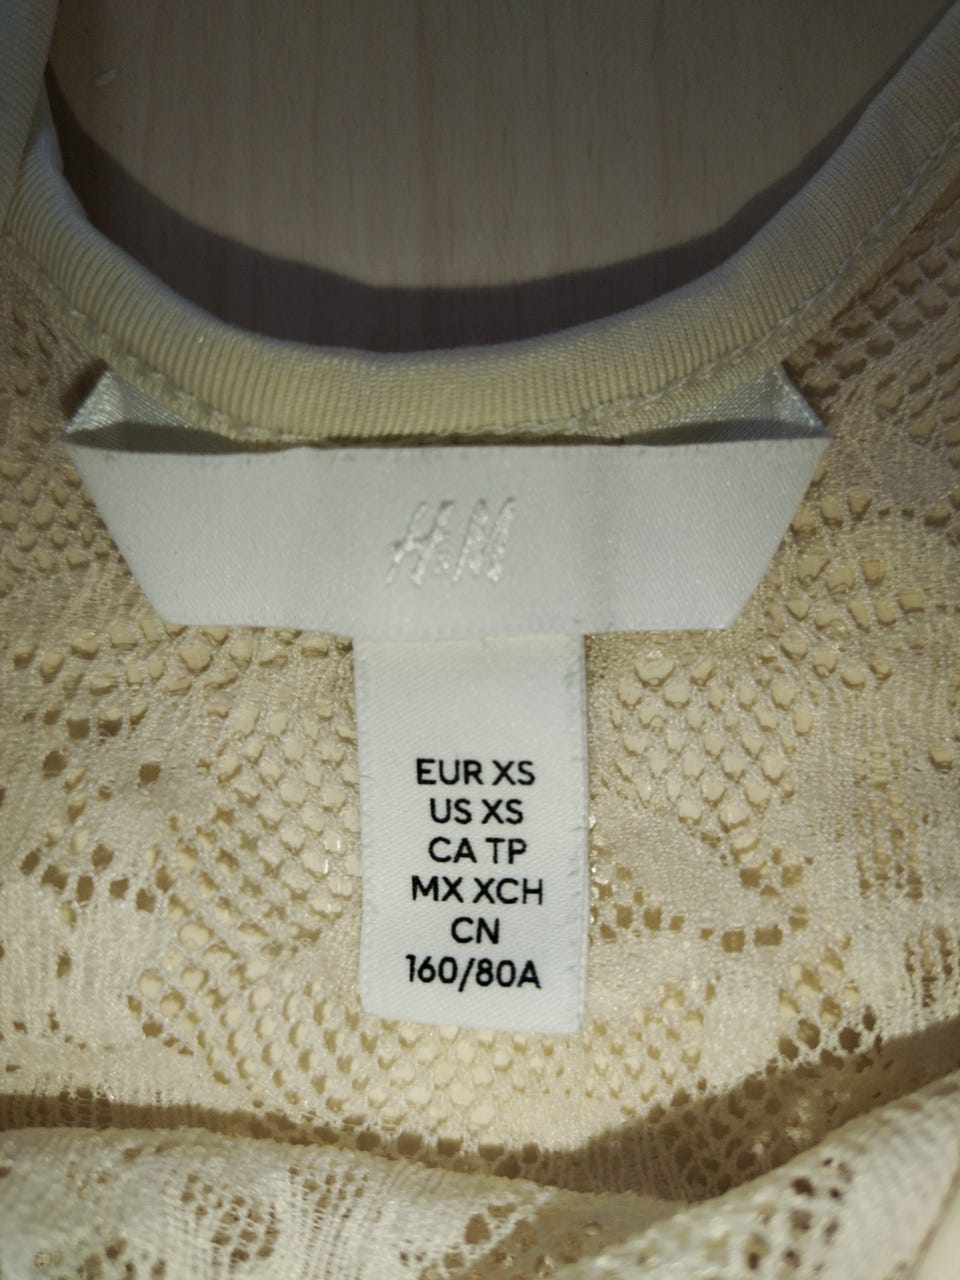 H&M
EUR XS
US XS
CA TP
MX XCH
CN
160/80A